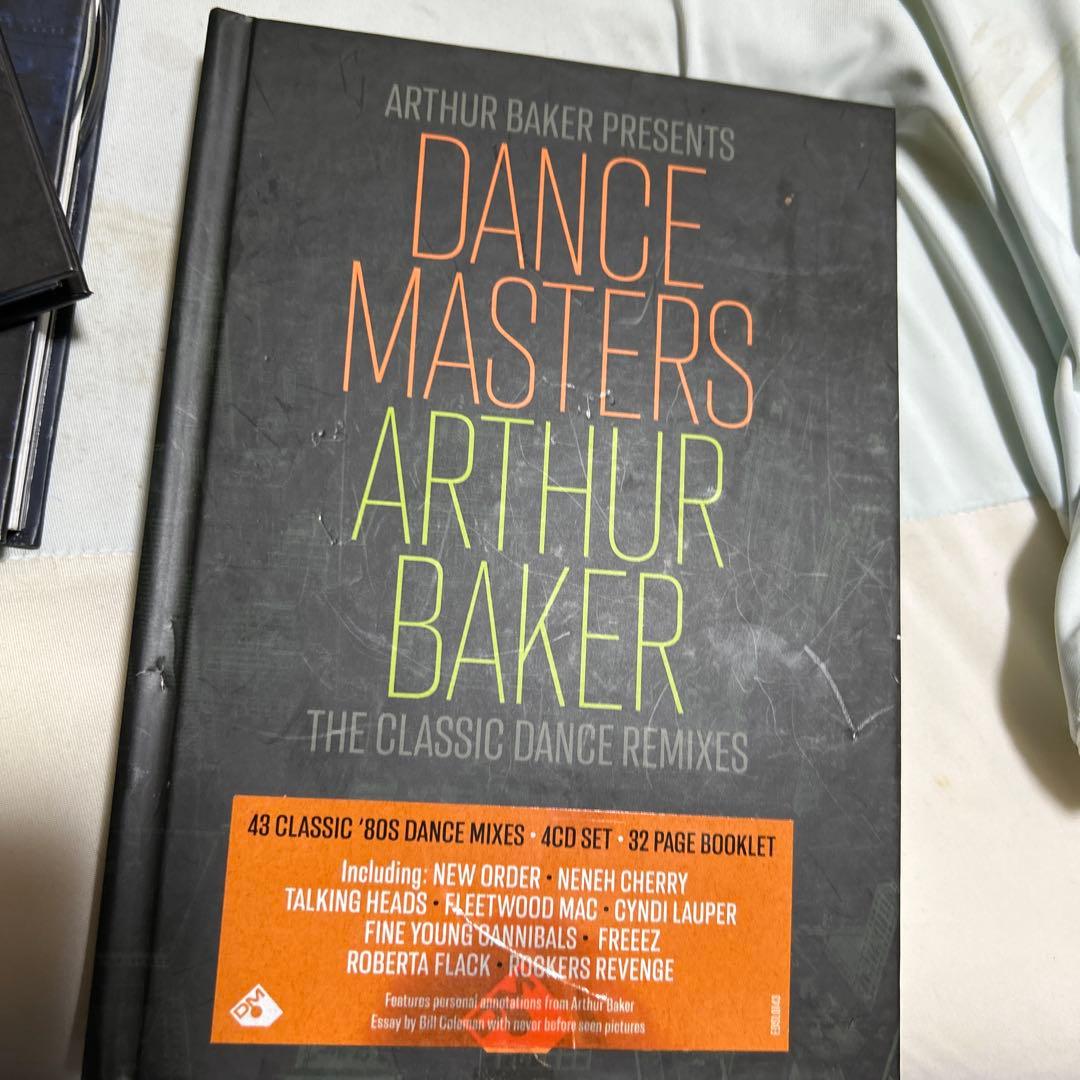 ARTHUR BAKER PRESENTS
DANCE
MASTERS
ARTHUR
BAKER
THE CLASSIC DANCE REMIXES
43 CLASSIC '80S DANCE MIXES • 4CD SET • 32 PAGE BOOKLET
Including: NEW ORDER • NENEH CHERRY
TALKING HEADS • FLEETWOOD MAC • CYNDI LAUPER
FINE YOUNG CANNIBALS • FREEEZ
ROBERTA FLACK • ROCKERS REVENGE
Features personal annotations from Arthur Baker
Essay by Bill Coleman with never before seen pictures
DM
DM